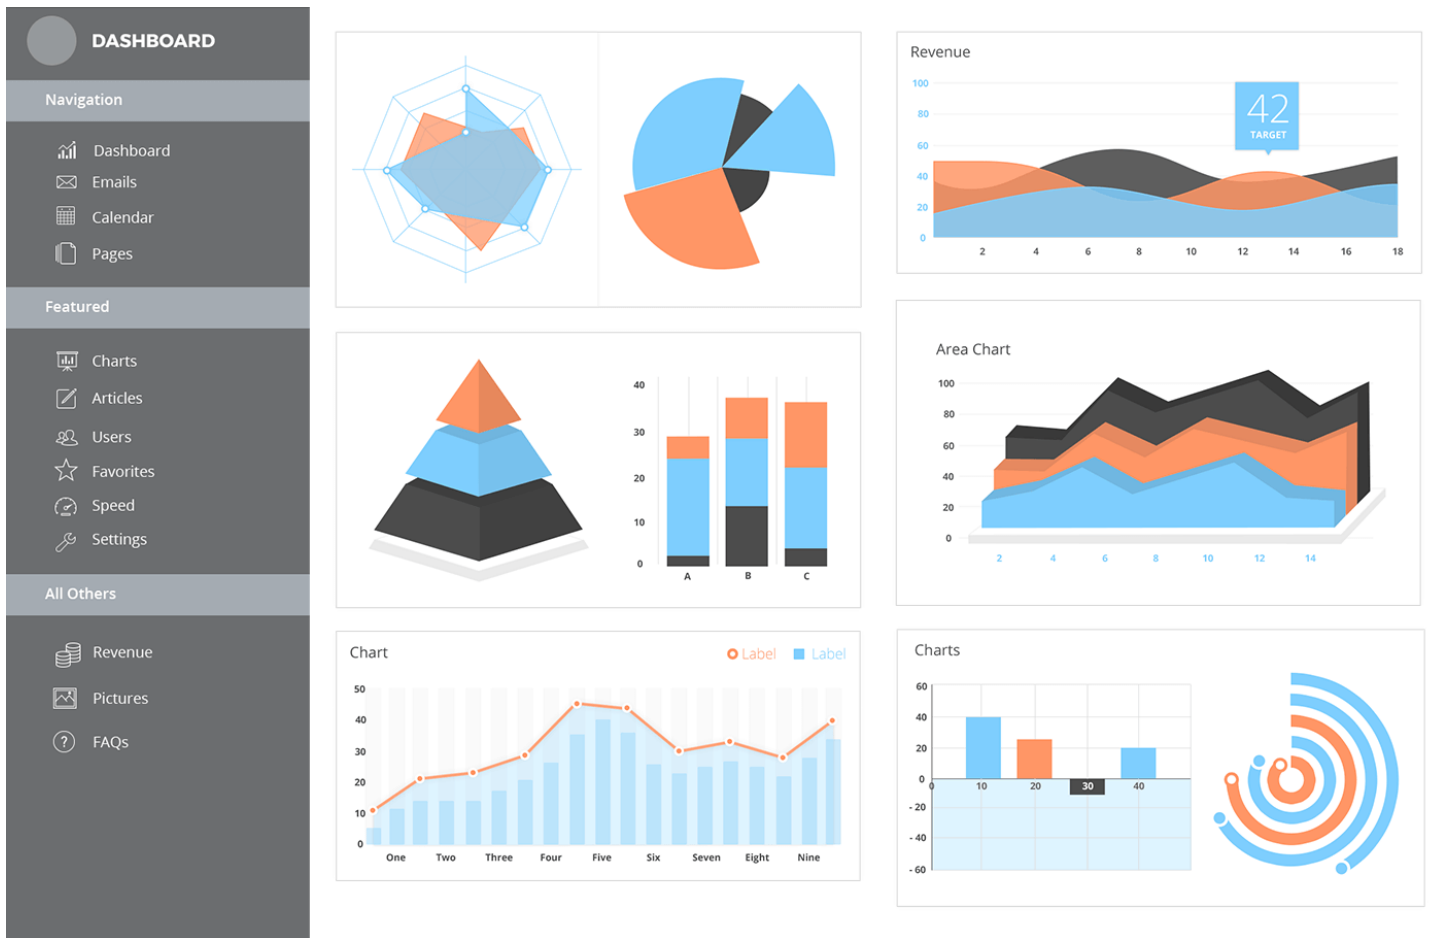 DASHBOARD
Navigation
Dashboard
Emails
Calendar
Pages
Featured
Charts
Articles
Users
Favorites
Speed
Settings
All Others
Revenue
Pictures
FAQs
Revenue
100
80
60
40
20
0
42
TARGET
2 4 6 8 10 12 14 16 18
40
30
20
10
0
A B C
Area Chart
100
80
60
40
20
0
2 4 6 8 10 12 14
Chart
Label Label
50
40
30
20
10
0
One Two Three Four Five Six Seven Eight Nine
Charts
60
40
20
0
- 20
- 40
- 60
0 10 20 30 40